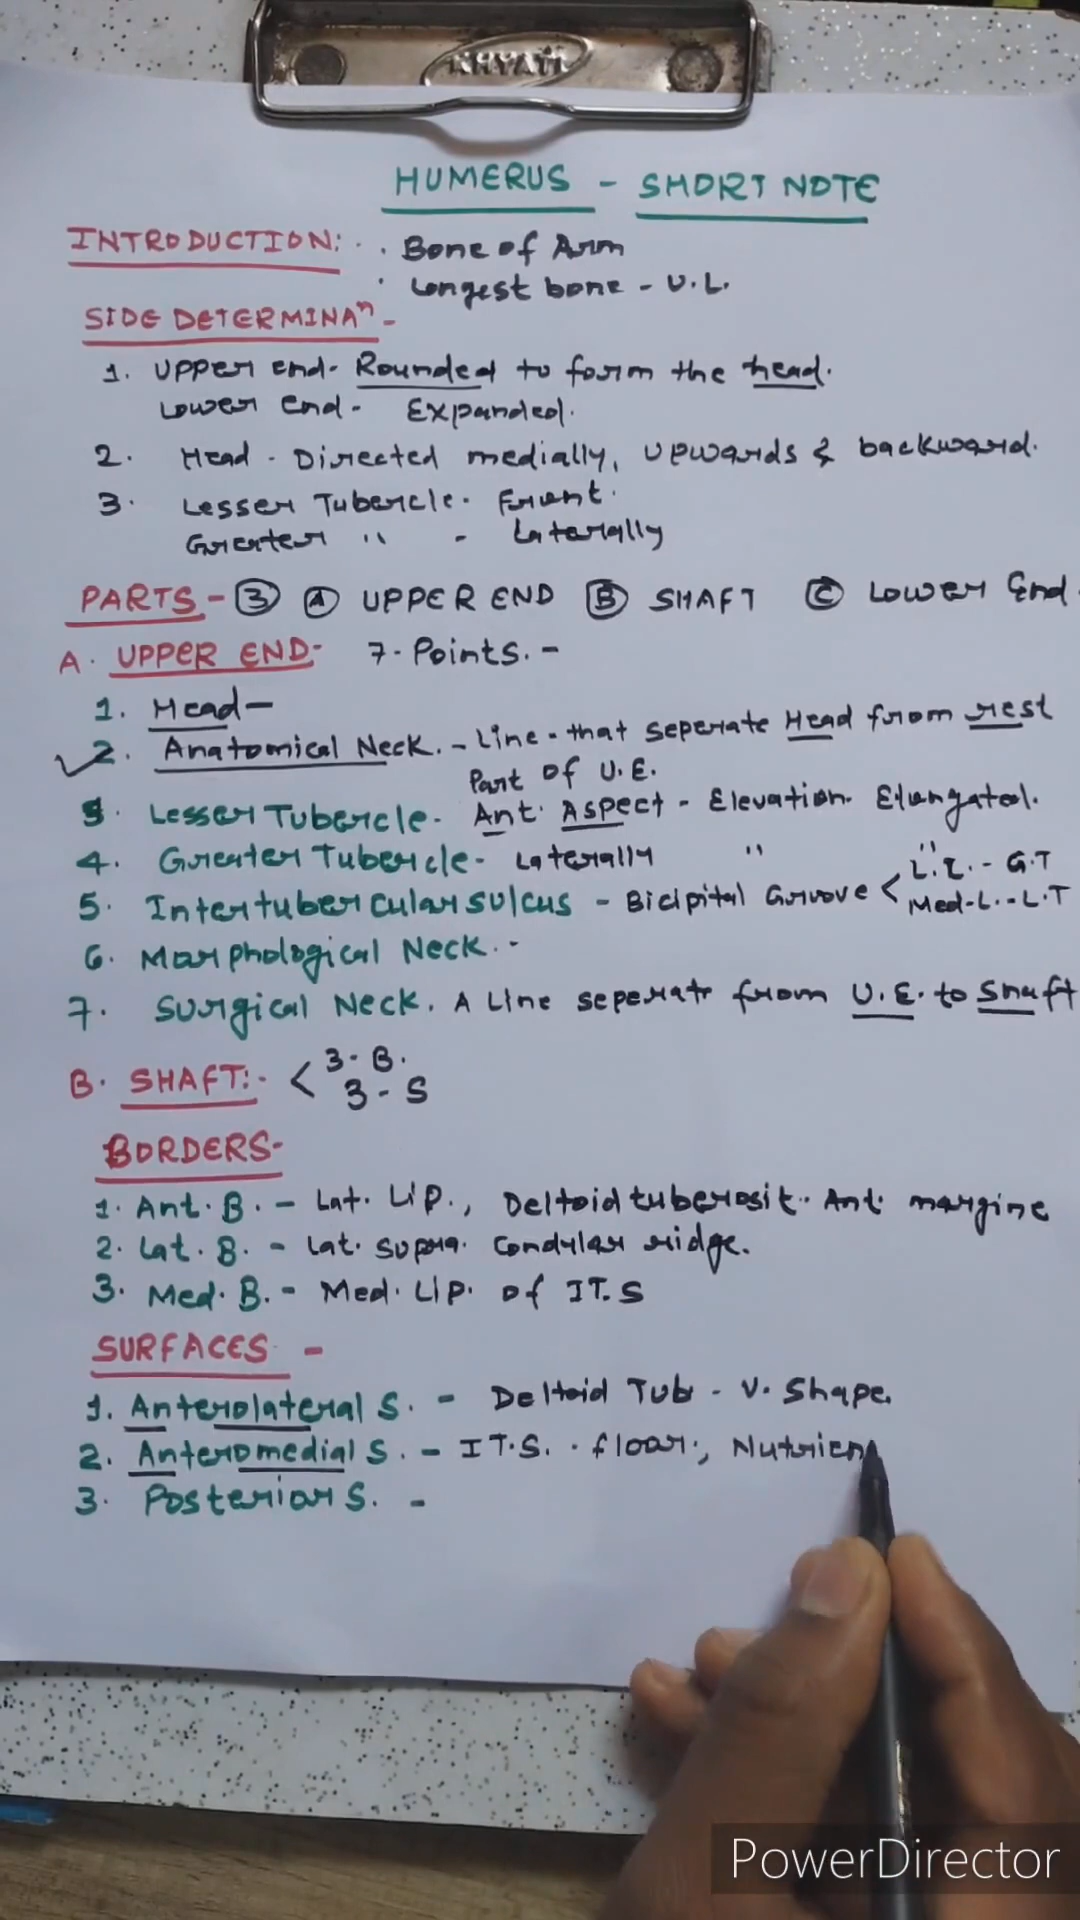 KHYATI
HUMERUS - SHORT NOTE
INTRODUCTION:- . Bone of Arm
. Longest bone - U.L.
SIDE DETERMINAⁿ -
1. Upper end- Rounded to form the head.
Lower end- Expanded.
2. Head - Directed medially, upwards & backward.
3. Lesser Tubercle - Front.
Greater " - Laterally
PARTS - ③ Ⓐ UPPER END Ⓑ SHAFT Ⓒ Lower End.
A. UPPER END- 7-Points. -
1. Head -
2. Anatomical Neck. - Line - that seperate Head from rest
Part of U.E.
3. Lesser Tubercle - Ant. Aspect - Elevation Elongated.
4. Greater Tubercle - Laterally " "
5. Intertubercular sulcus - Bicipital Groove < L.L. - G.T
Med-L. - L.T
6. Morphological Neck. -
7. Surgical Neck. A Line seperate from U.E. to Shaft
B. SHAFT:- < 3 - B.
3 - S
BORDERS-
1. Ant. B. - Lat. Lip., Deltoid tuberosit. Ant. margine
2. Lat. B. - Lat. supra. Condylar ridge.
3. Med. B. - Med. Lip. of IT.S
SURFACES -
1. Anterolateral S. - Deltoid Tub - V. Shape.
2. Anteromedial S. - IT.S. . floor., Nutrien
3. Posterior S. -
PowerDirector